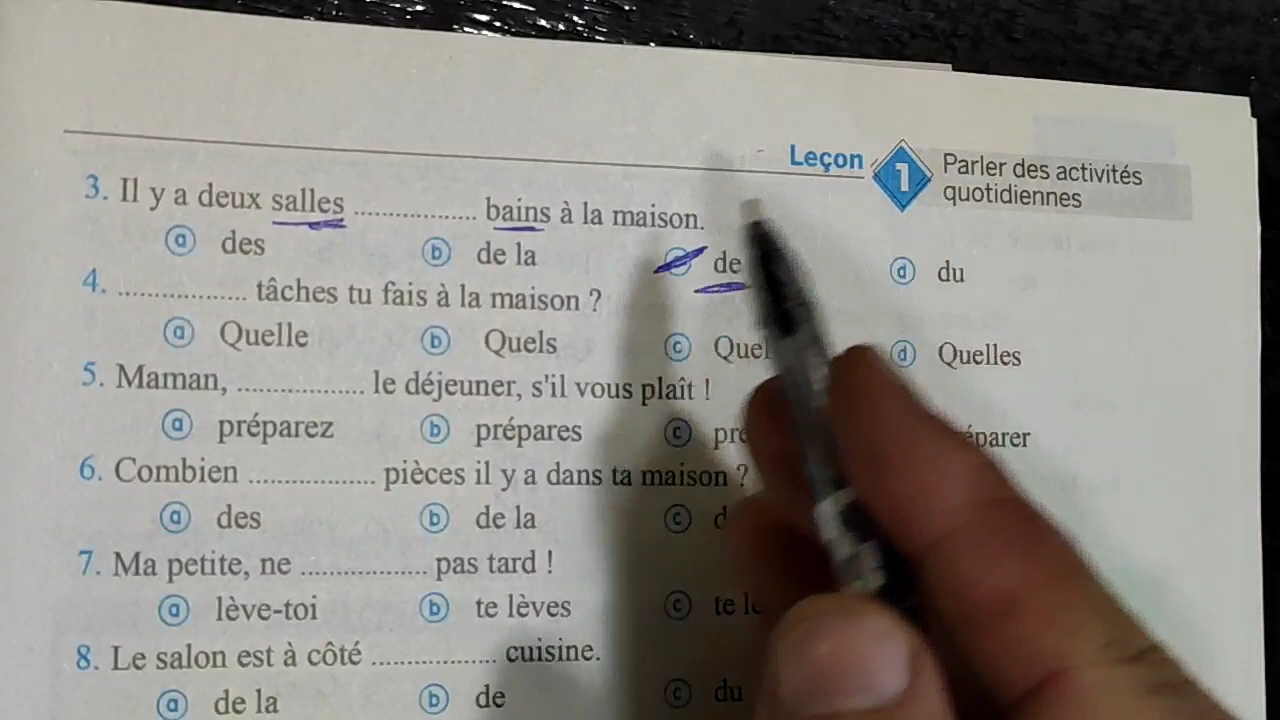 Leçon 1 Parler des activités
quotidiennes
3. Il y a deux salles .................. bains à la maison.
a des b de la de d du
4. .................. tâches tu fais à la maison ?
a Quelle b Quels c d Quelles
5. Maman, .................. le déjeuner, s'il vous plaît !
a préparez b prépares c
6. Combien .................. pièces il y a dans ta maison ?
a des b de la c
7. Ma petite, ne .................. pas tard !
a lève-toi b te lèves c te
8. Le salon est à côté .................. cuisine.
a de la b de c du